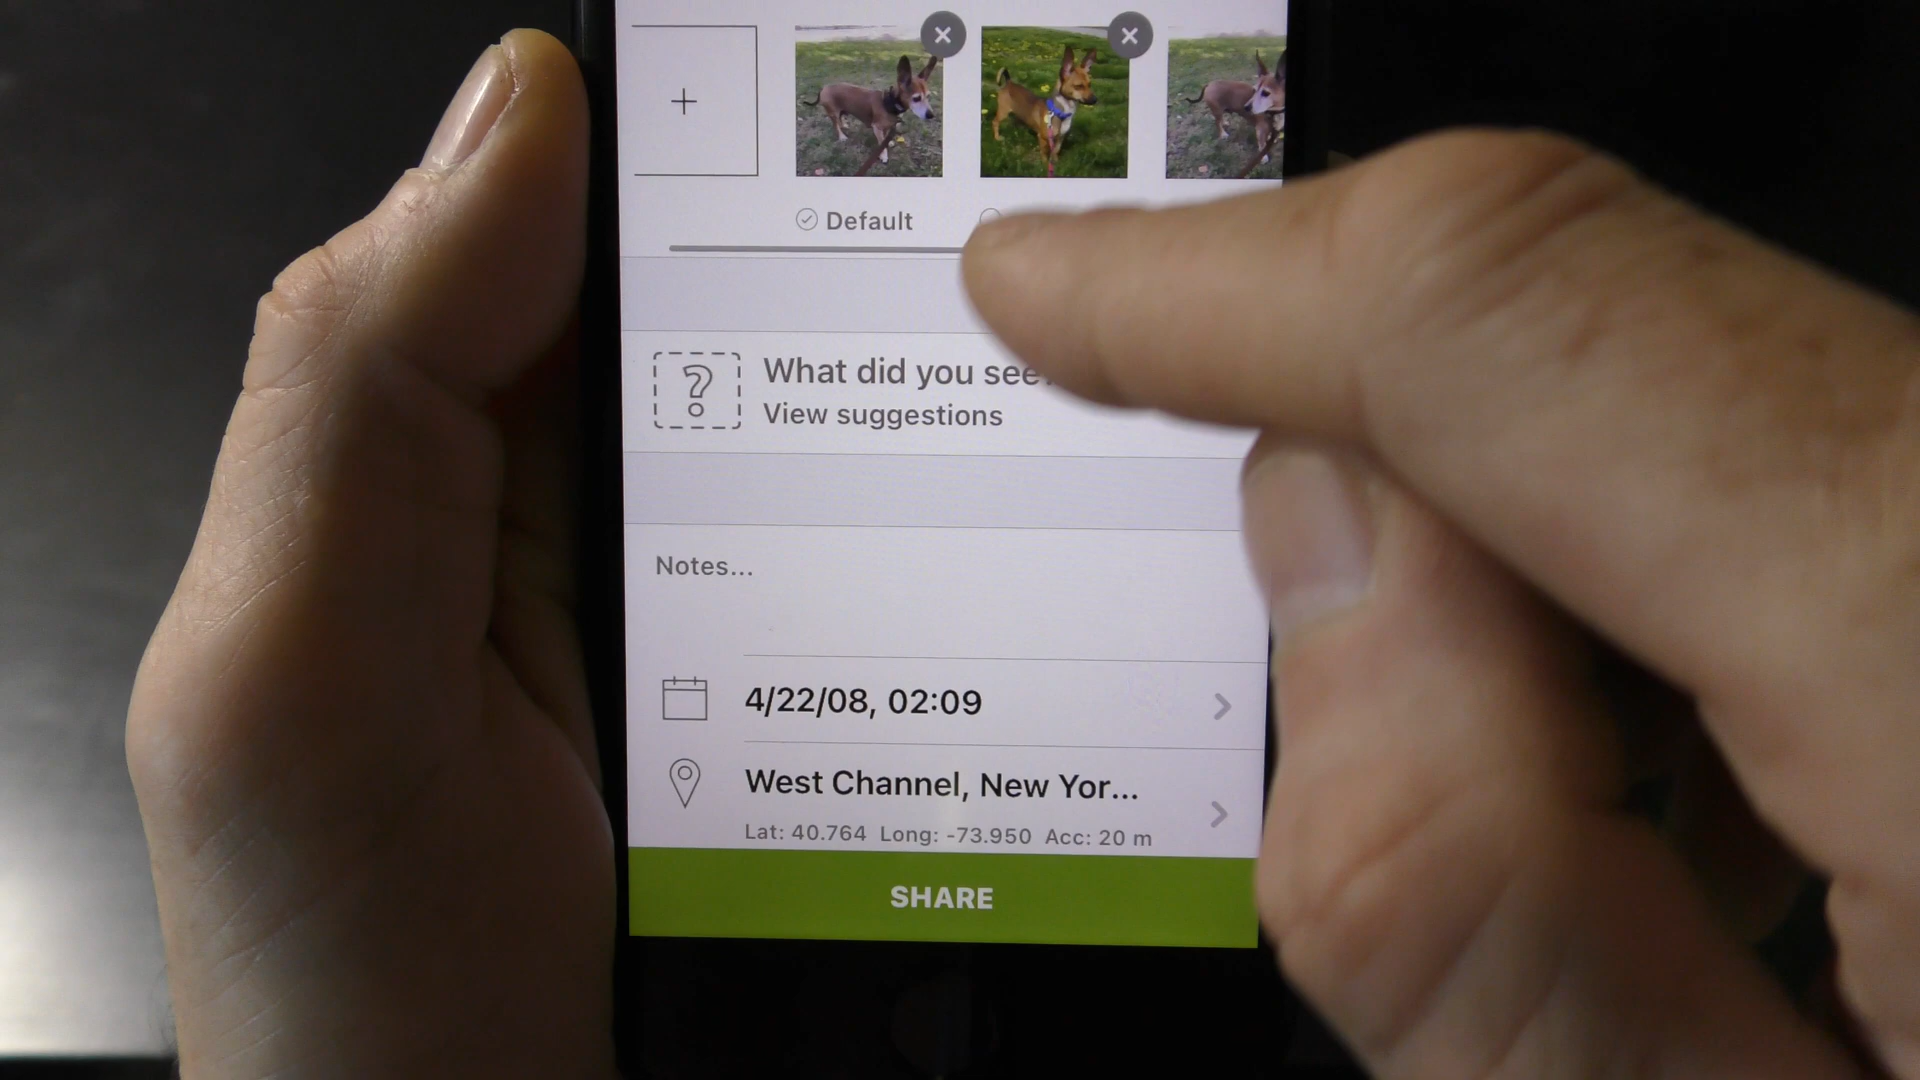 Default
What did you see?
View suggestions
Notes...
4/22/08, 02:09
West Channel, New Yor...
Lat: 40.764 Long: -73.950 Acc: 20 m
SHARE